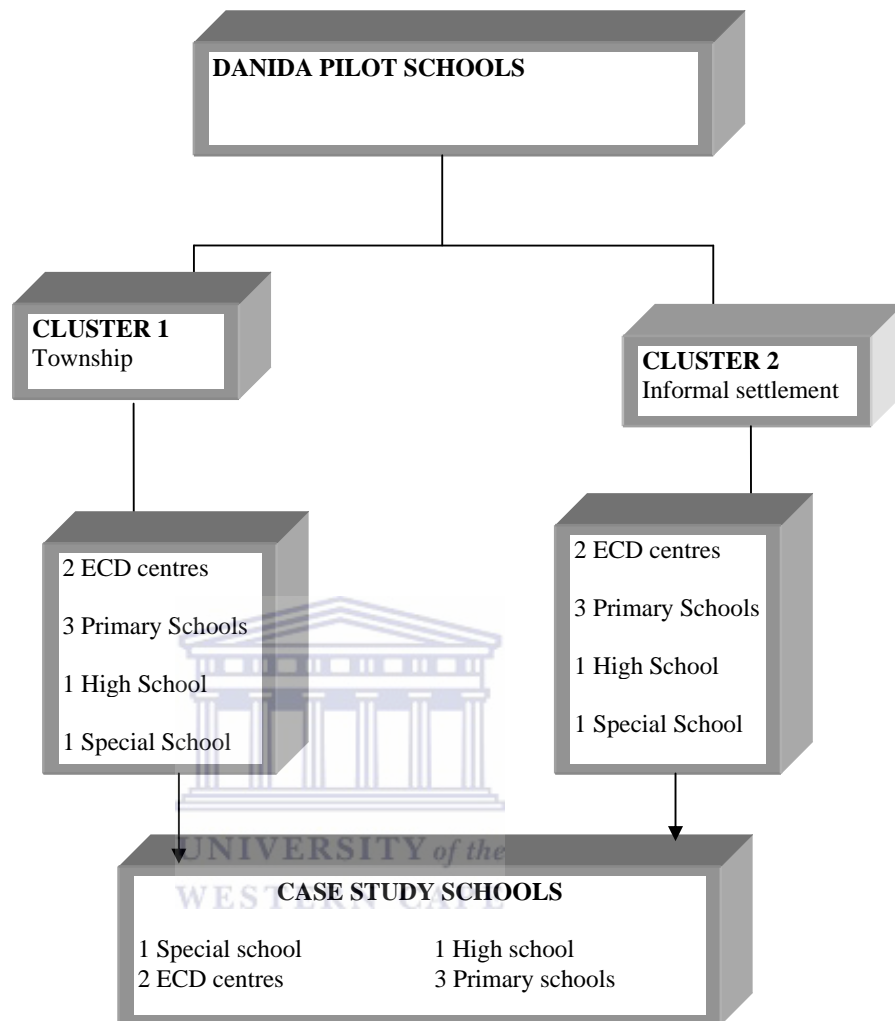 DANIDA PILOT SCHOOLS
CLUSTER 1
Township
CLUSTER 2
Informal settlement
2 ECD centres
3 Primary Schools
1 High School
1 Special School
2 ECD centres
3 Primary Schools
1 High School
1 Special School
UNIVERSITY of the
WESTERN CAPE
CASE STUDY SCHOOLS
1 Special school 1 High school
2 ECD centres 3 Primary schools